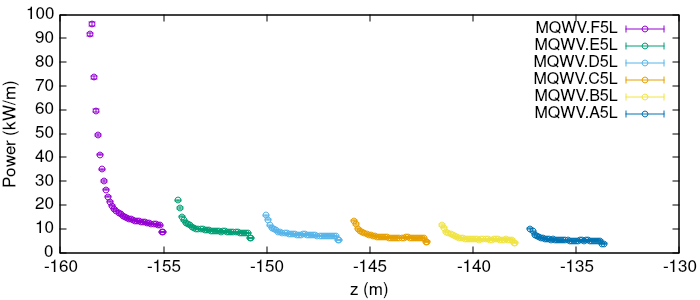 100
90
80
70
60
50
40
30
20
10
0
Power (kW/m)
-160
-155
-150
-145
-140
-135
-130
z (m)
MQWV.F5L
MQWV.E5L
MQWV.D5L
MQWV.C5L
MQWV.B5L
MQWV.A5L